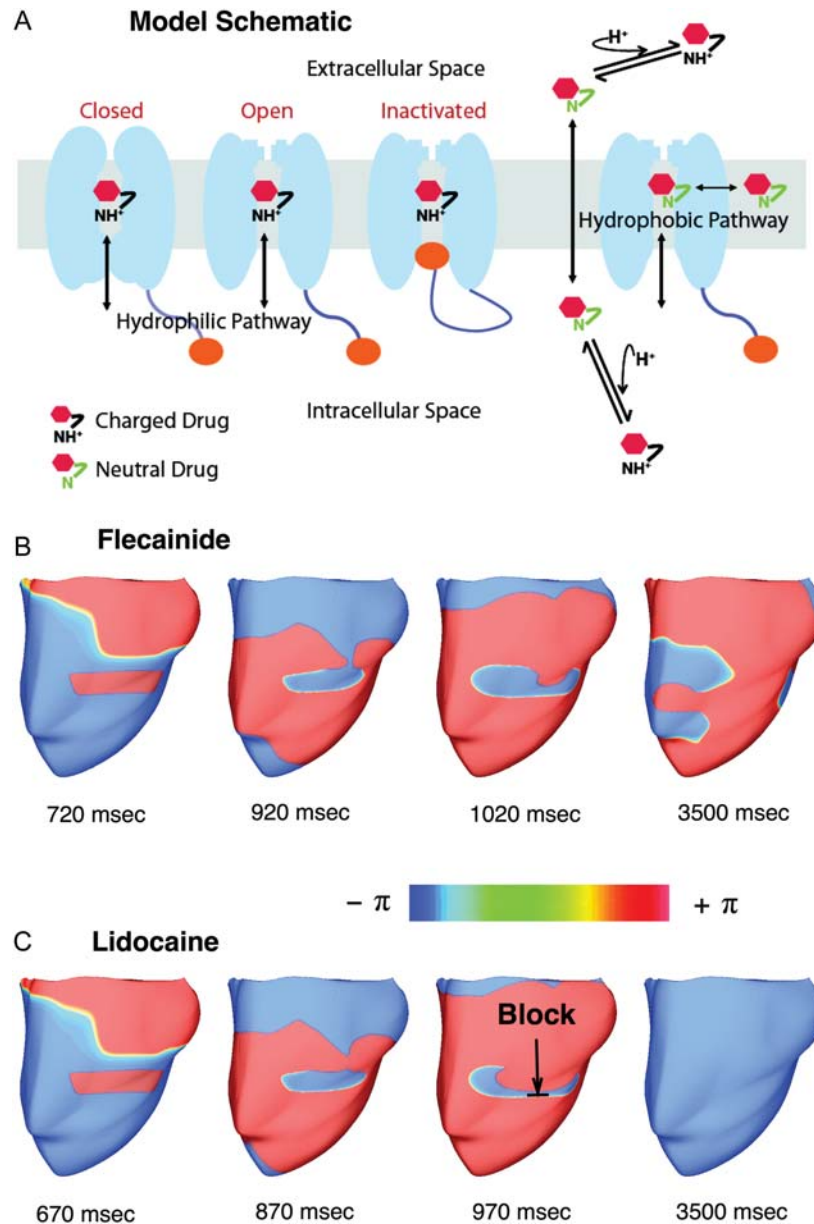 A
Model Schematic
Extracellular Space
H⁺
NH⁺
N
Closed
Open
Inactivated
NH⁺
NH⁺
NH⁺
N
N
Hydrophobic Pathway
Hydrophilic Pathway
N
H⁺
Intracellular Space
NH⁺
NH⁺ Charged Drug
N Neutral Drug
B
Flecainide
720 msec
920 msec
1020 msec
3500 msec
− π
+ π
C
Lidocaine
Block
670 msec
870 msec
970 msec
3500 msec